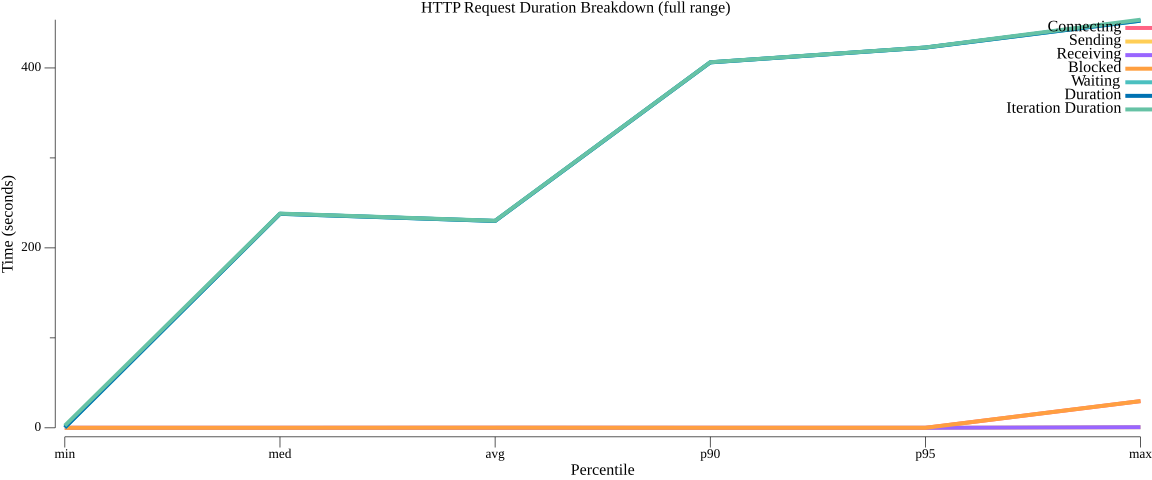 HTTP Request Duration Breakdown (full range)
Connecting
Sending
Receiving
Blocked
Waiting
Duration
Iteration Duration
400
200
0
Time (seconds)
min med avg p90 p95 max
Percentile